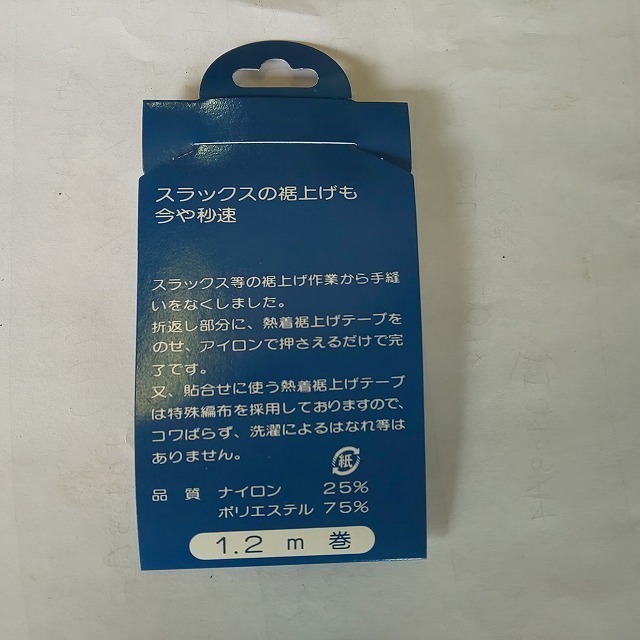 スラックスの裾上げも
今や秒速
スラックス等の裾上げ作業から手縫
いをなくしました。
折返し部分に、熱着裾上げテープを
のせ、アイロンで押さえるだけで完
了です。
又、貼合せに使う熱着裾上げテープ
は特殊編布を採用しておりますので、
コワばらず、洗濯によるはなれ等は
ありません。
紙
品 質 ナイロン 25%
ポリエステル 75%
1.2 m 巻